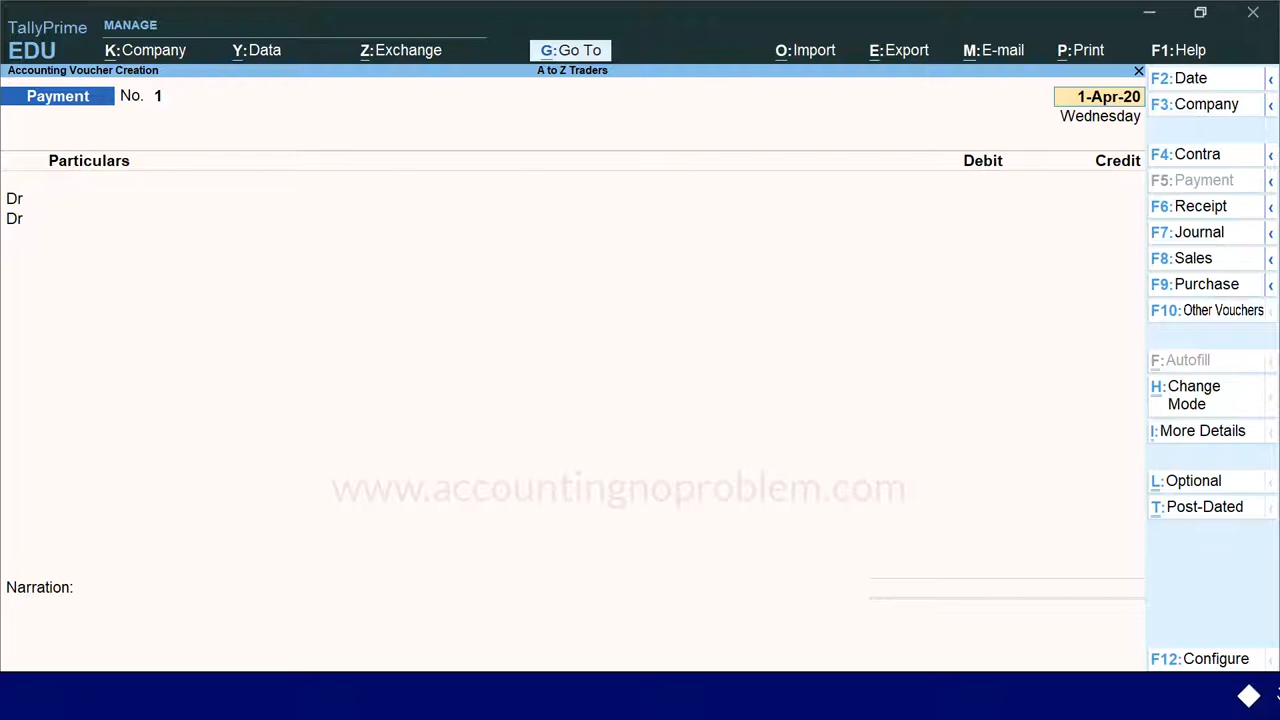 TallyPrime MANAGE
EDU K:Company Y:Data Z:Exchange G:Go To O:Import E:Export M:E-mail P:Print F1:Help
Accounting Voucher Creation A to Z Traders
Payment No. 1 1-Apr-20
Wednesday
Particulars Debit Credit
Dr
Dr
www.accountingnoproblem.com
Narration:
F2:Date
F3:Company
F4:Contra
F5:Payment
F6:Receipt
F7:Journal
F8:Sales
F9:Purchase
F10:Other Vouchers
F:Autofill
H:Change
Mode
I:More Details
L:Optional
T:Post-Dated
F12:Configure